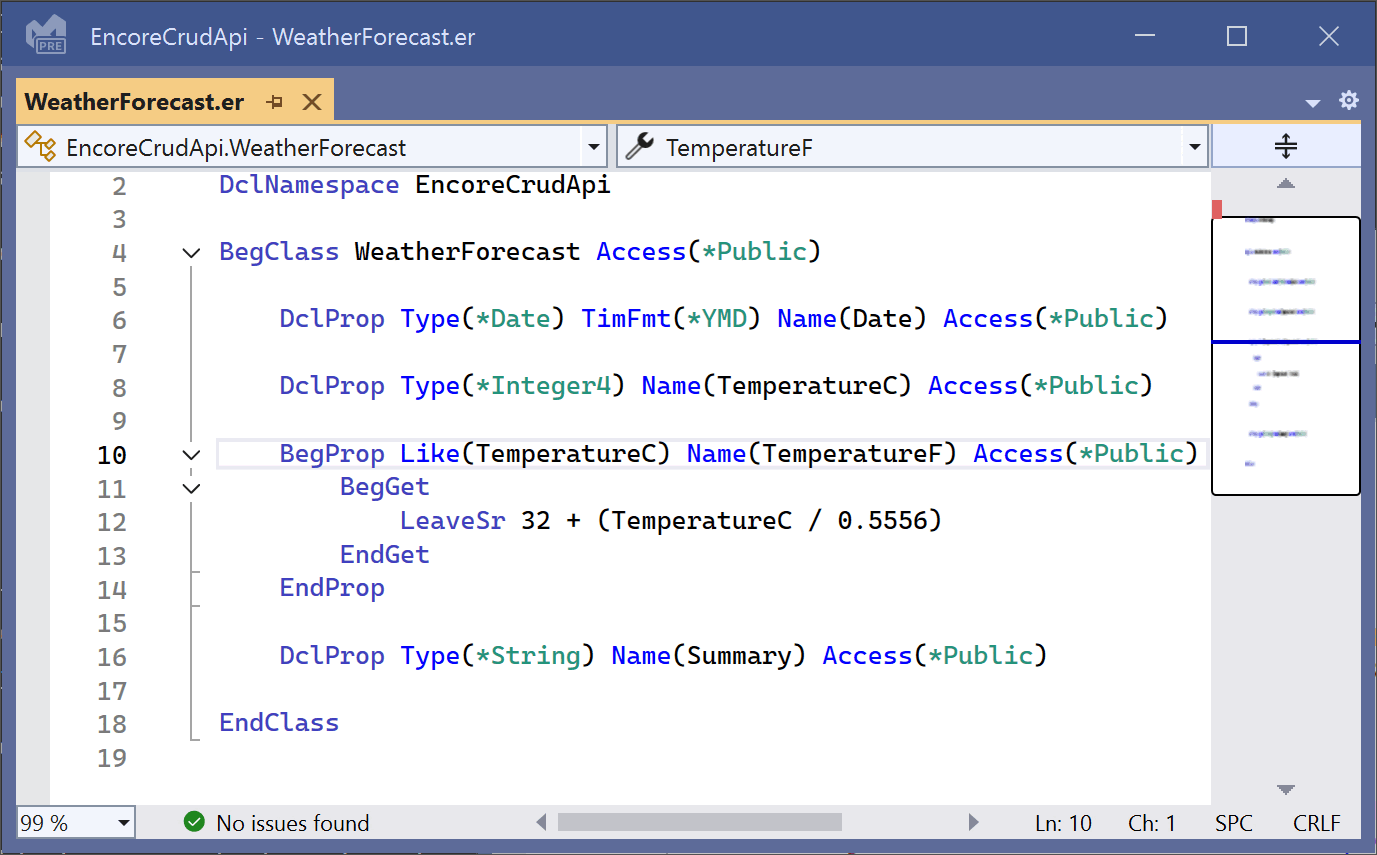 PRE
EncoreCrudApi - WeatherForecast.er
WeatherForecast.er
EncoreCrudApi.WeatherForecast TemperatureF
2 DclNamespace EncoreCrudApi
3
4 BegClass WeatherForecast Access(*Public)
5
6 DclProp Type(*Date) TimFmt(*YMD) Name(Date) Access(*Public)
7
8 DclProp Type(*Integer4) Name(TemperatureC) Access(*Public)
9
10 BegProp Like(TemperatureC) Name(TemperatureF) Access(*Public)
11 BegGet
12 LeaveSr 32 + (TemperatureC / 0.5556)
13 EndGet
14 EndProp
15
16 DclProp Type(*String) Name(Summary) Access(*Public)
17
18 EndClass
19
99 % No issues found Ln: 10 Ch: 1 SPC CRLF